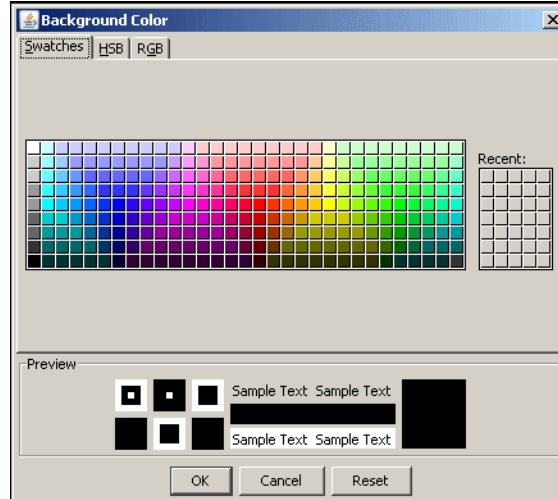 Background Color
Swatches HSB RGB
Recent:
Preview
Sample Text Sample Text
Sample Text Sample Text
OK Cancel Reset